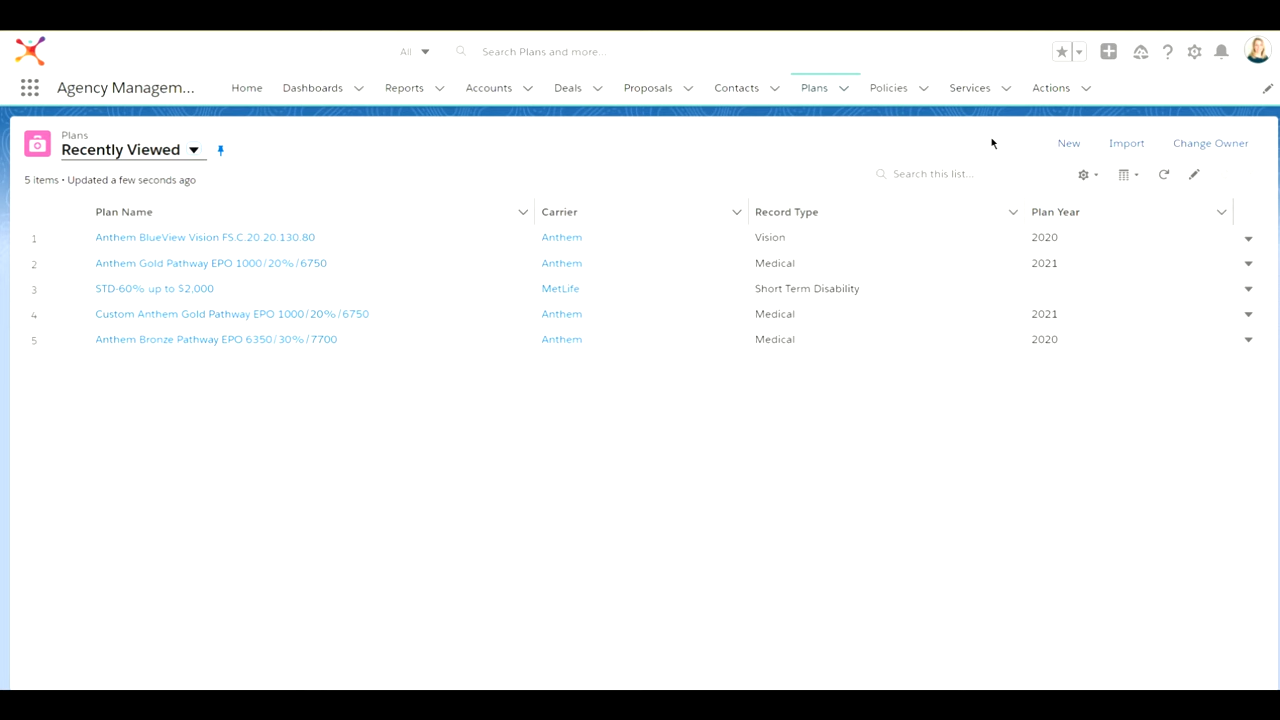 All
Search Plans and more...
Agency Managem...
Home Dashboards Reports Accounts Deals Proposals Contacts Plans Policies Services Actions
Plans
Recently Viewed
New Import Change Owner
5 items • Updated a few seconds ago
Search this list...
Plan Name Carrier Record Type Plan Year
1 Anthem BlueView Vision FS.C.20.20.130.80 Anthem Vision 2020
2 Anthem Gold Pathway EPO 1000/20%/6750 Anthem Medical 2021
3 STD-60% up to $2,000 MetLife Short Term Disability
4 Custom Anthem Gold Pathway EPO 1000/20%/6750 Anthem Medical 2021
5 Anthem Bronze Pathway EPO 6350/30%/7700 Anthem Medical 2020